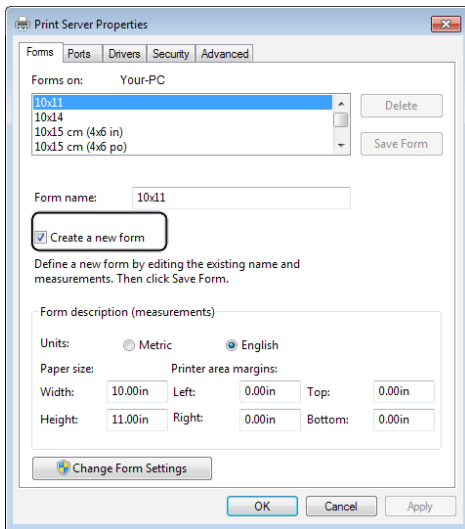 Print Server Properties
Forms Ports Drivers Security Advanced
Forms on: Your-PC
10x11
10x14
10x15 cm (4x6 in)
10x15 cm (4x6 po)
Delete
Save Form
Form name: 10x11
Create a new form
Define a new form by editing the existing name and
measurements. Then click Save Form.
Form description (measurements)
Units: Metric English
Paper size: Printer area margins:
Width: 10.00in Left: 0.00in Top: 0.00in
Height: 11.00in Right: 0.00in Bottom: 0.00in
Change Form Settings
OK Cancel Apply